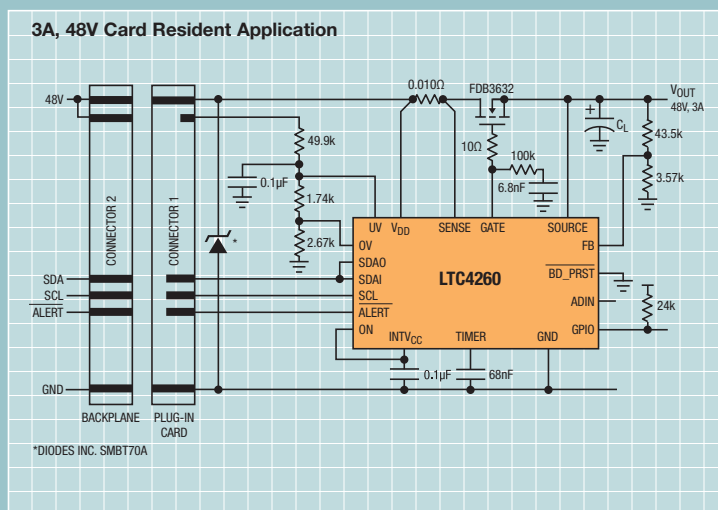 3A, 48V Card Resident Application
48V
CONNECTOR 2
CONNECTOR 1
0.010Ω
FDB3632
VOUT
48V, 3A
+
CL
43.5k
3.57k
49.9k
10Ω
100k
6.8nF
0.1µF
1.74k
2.67k
*
UV
VDD
SENSE
GATE
SOURCE
OV
FB
SDAO
SDAI
LTC4260
BD_PRST
SCL
ADIN
ALERT
24k
ON
GPIO
INTVCC
TIMER
GND
SDA
SCL
ALERT
0.1µF
68nF
GND
BACKPLANE
PLUG-IN
CARD
*DIODES INC. SMBT70A